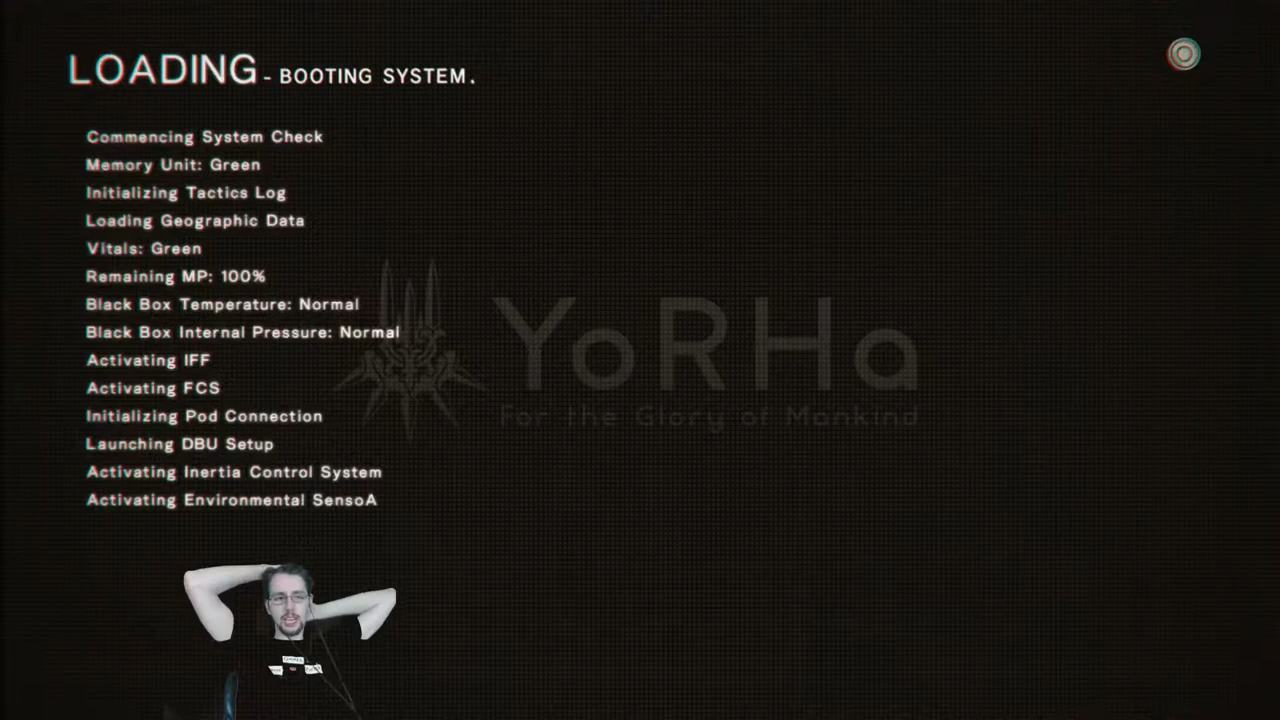 LOADING - BOOTING SYSTEM.
Commencing System Check
Memory Unit: Green
Initializing Tactics Log
Loading Geographic Data
Vitals: Green
Remaining MP: 100%
Black Box Temperature: Normal
Black Box Internal Pressure: Normal
Activating IFF
Activating FCS
Initializing Pod Connection
Launching DBU Setup
Activating Inertia Control System
Activating Environmental SensoA
YoRHa
For the Glory of Mankind